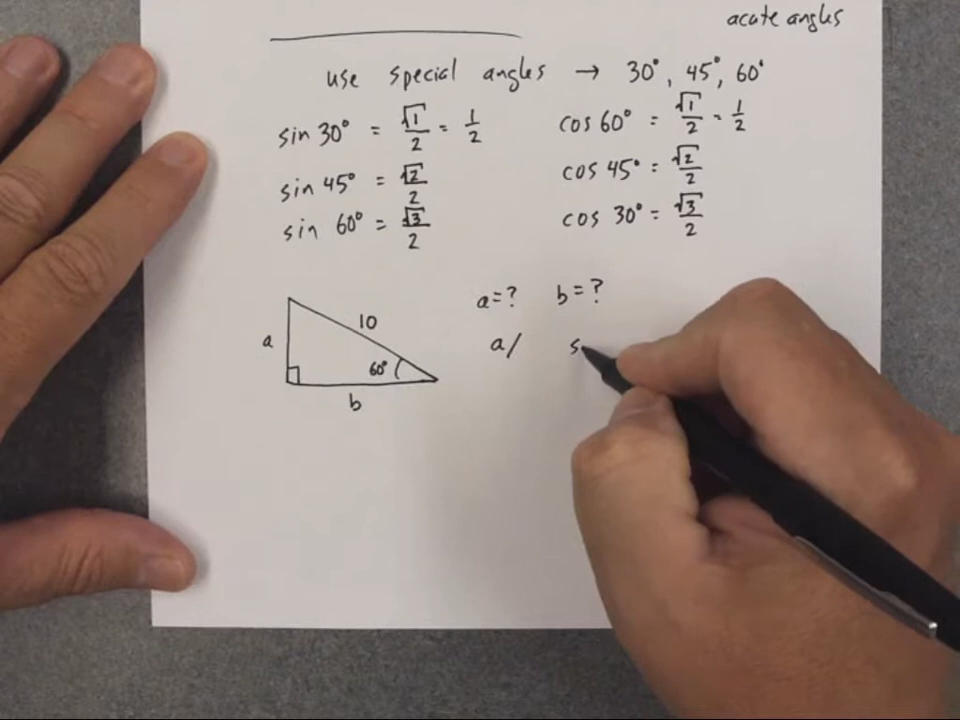 acute angles
use special angles → 30°, 45°, 60°
sin 30° = √1/2 = 1/2
cos 60° = √1/2 = 1/2
sin 45° = √2/2
cos 45° = √2/2
sin 60° = √3/2
cos 30° = √3/2
a = ? b = ?
10
a
a/ s
60°
b